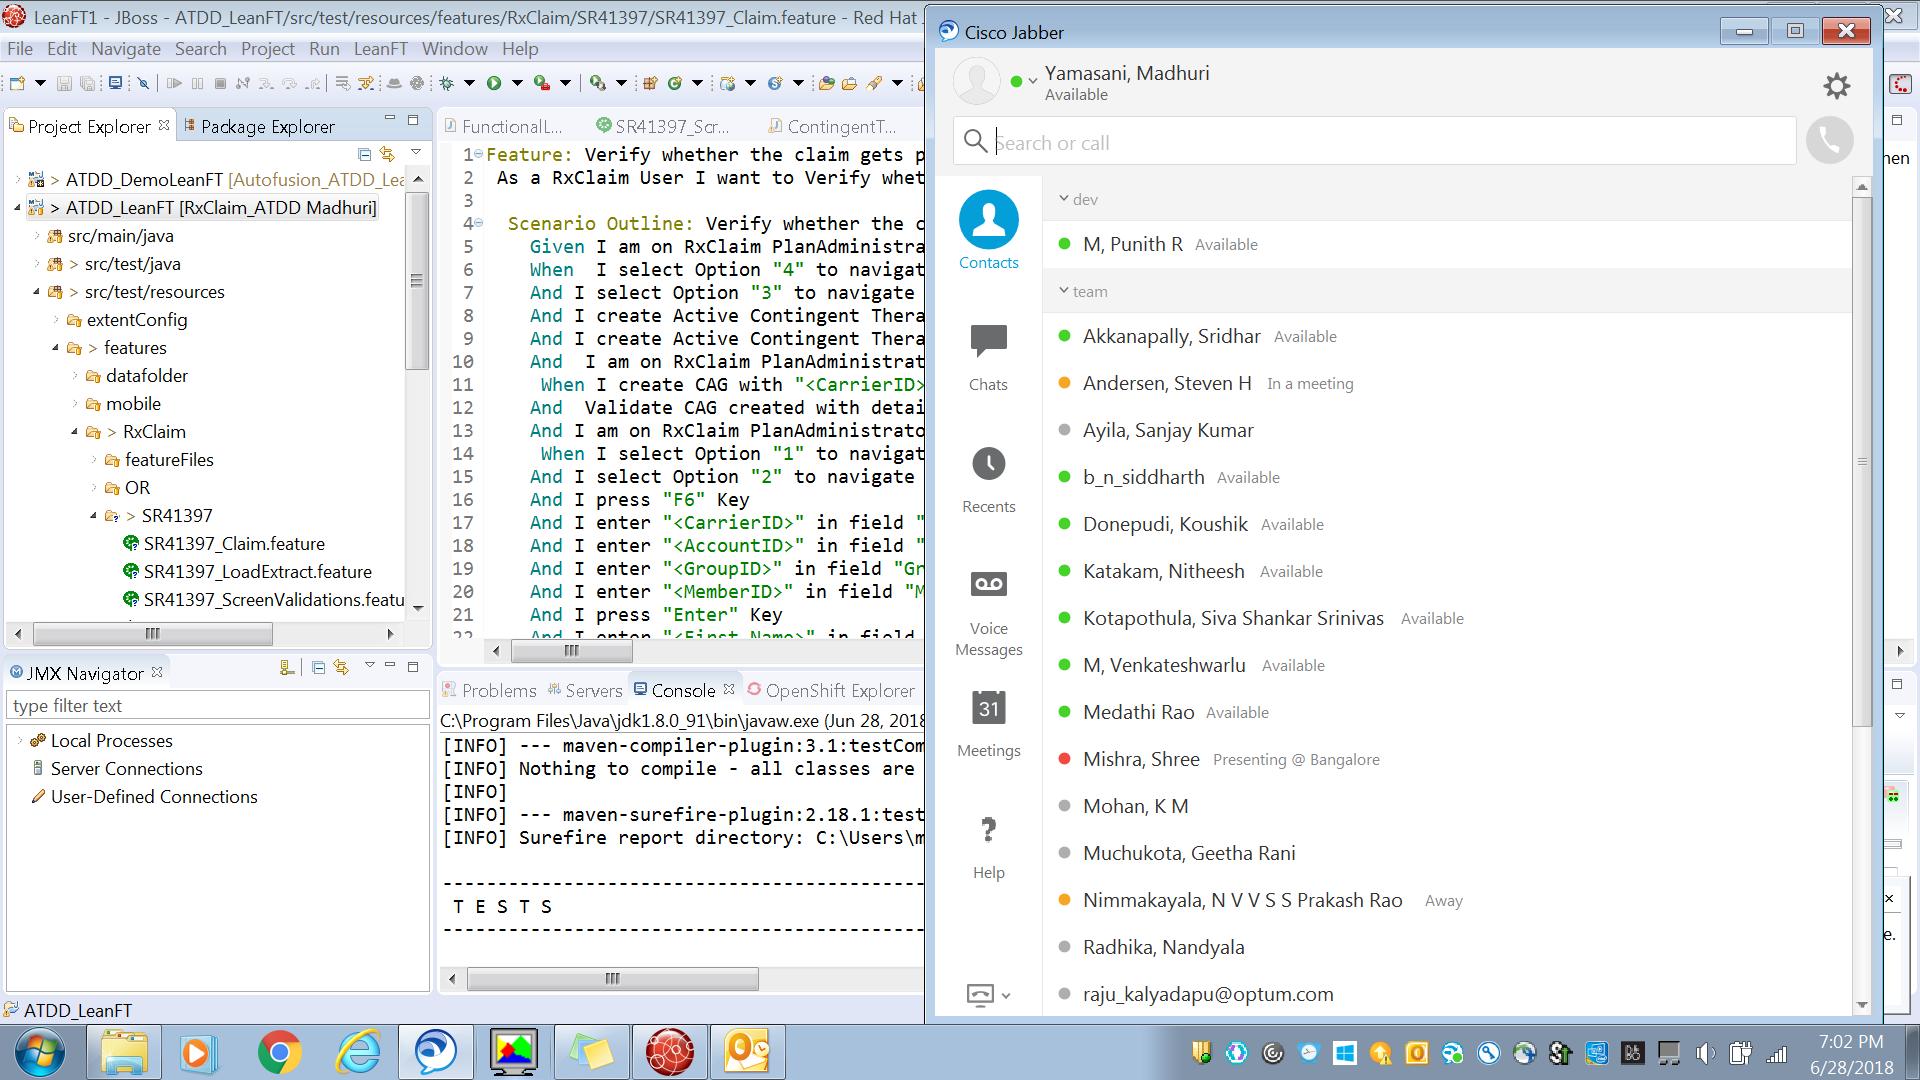 LeanFT1 - JBoss - ATDD_LeanFT/src/test/resources/features/RxClaim/SR41397/SR41397_Claim.feature - Red Hat
File Edit Navigate Search Project Run LeanFT Window Help
Project Explorer
Package Explorer
> ATDD_DemoLeanFT [Autofusion_ATDD_Lea
> ATDD_LeanFT [RxClaim_ATDD Madhuri]
src/main/java
> src/test/java
> src/test/resources
extentConfig
> features
datafolder
mobile
> RxClaim
featureFiles
OR
> SR41397
SR41397_Claim.feature
SR41397_LoadExtract.feature
SR41397_ScreenValidations.featu
JMX Navigator
type filter text
Local Processes
Server Connections
User-Defined Connections
ATDD_LeanFT
FunctionalL... SR41397_Scr... ContingentT...
1 Feature: Verify whether the claim gets p
2 As a RxClaim User I want to Verify whet
3
4 Scenario Outline: Verify whether the c
5 Given I am on RxClaim PlanAdministra
6 When I select Option "4" to navigat
7 And I select Option "3" to navigate
8 And I create Active Contingent Thera
9 And I create Active Contingent Thera
10 And I am on RxClaim PlanAdministrat
11 When I create CAG with "<CarrierID>
12 And Validate CAG created with detai
13 And I am on RxClaim PlanAdministrato
14 When I select Option "1" to navigat
15 And I select Option "2" to navigate
16 And I press "F6" Key
17 And I enter "<CarrierID>" in field "
18 And I enter "<AccountID>" in field "
19 And I enter "<GroupID>" in field "Gr
20 And I enter "<MemberID>" in field "M
21 And I press "Enter" Key
22 And I enter "<First Name>" in field
Problems Servers Console OpenShift Explorer
C:\Program Files\Java\jdk1.8.0_91\bin\javaw.exe (Jun 28, 2018
[INFO] --- maven-compiler-plugin:3.1:testCom
[INFO] Nothing to compile - all classes are
[INFO]
[INFO] --- maven-surefire-plugin:2.18.1:test
[INFO] Surefire report directory: C:\Users\m
-------------------------------------------
T E S T S
-------------------------------------------
Cisco Jabber
Yamasani, Madhuri
Available
Search or call
Contacts
Chats
Recents
Voice
Messages
31
Meetings
?
Help
dev
M, Punith R Available
team
Akkanapally, Sridhar Available
Andersen, Steven H In a meeting
Ayila, Sanjay Kumar
b_n_siddharth Available
Donepudi, Koushik Available
Katakam, Nitheesh Available
Kotapothula, Siva Shankar Srinivas Available
M, Venkateshwarlu Available
Medathi Rao Available
Mishra, Shree Presenting @ Bangalore
Mohan, K M
Muchukota, Geetha Rani
Nimmakayala, N V V S S Prakash Rao Away
Radhika, Nandyala
raju_kalyadapu@optum.com
hen
e.
7:02 PM
6/28/2018